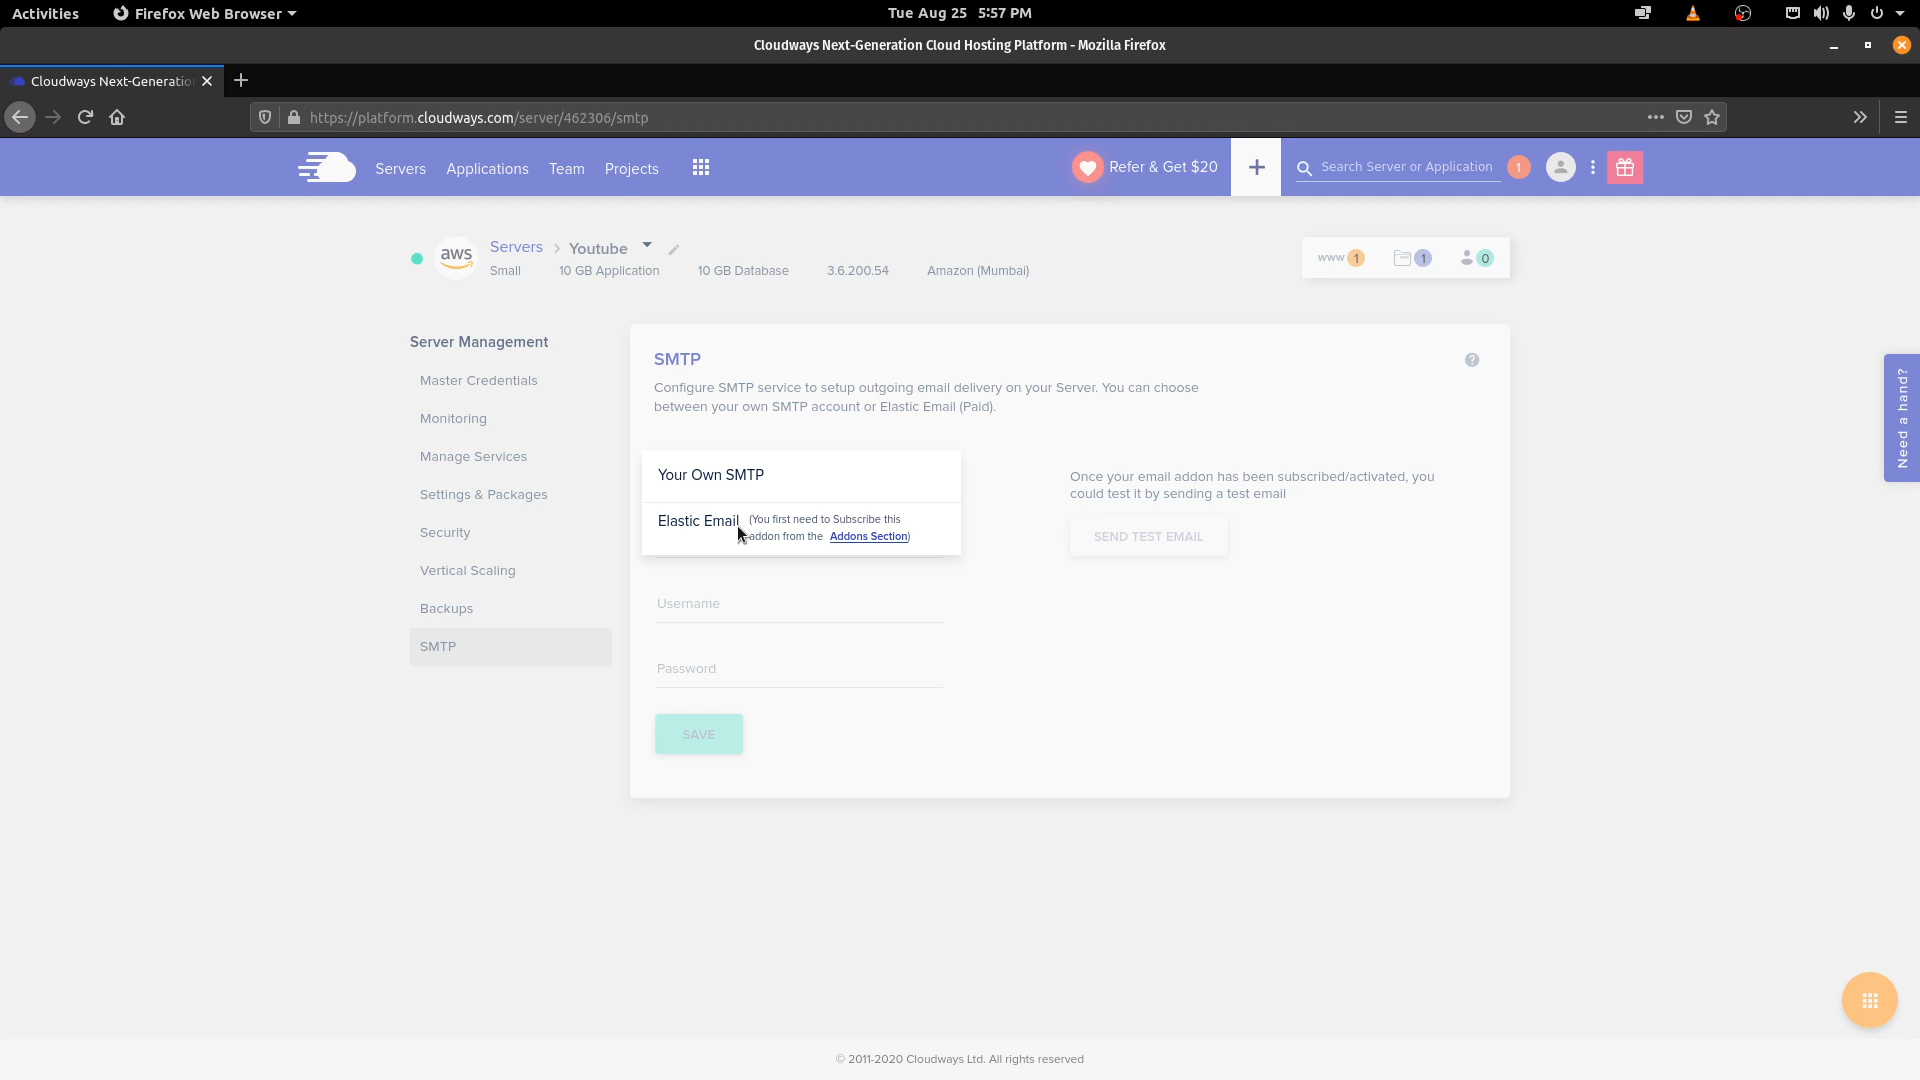 Activities
Firefox Web Browser
Tue Aug 25 5:57 PM
Cloudways Next-Generation Cloud Hosting Platform - Mozilla Firefox
Cloudways Next-Generatio
https://platform.cloudways.com/server/462306/smtp
Servers
Applications
Team
Projects
Refer & Get $20
Search Server or Application
1
aws
Servers > Youtube
Small
10 GB Application
10 GB Database
3.6.200.54
Amazon (Mumbai)
www 1
1
0
Server Management
Master Credentials
Monitoring
Manage Services
Settings & Packages
Security
Vertical Scaling
Backups
SMTP
SMTP
Configure SMTP service to setup outgoing email delivery on your Server. You can choose
between your own SMTP account or Elastic Email (Paid).
Your Own SMTP
Elastic Email (You first need to Subscribe this
addon from the Addons Section)
Username
Password
SAVE
Once your email addon has been subscribed/activated, you
could test it by sending a test email
SEND TEST EMAIL
Need a hand?
© 2011-2020 Cloudways Ltd. All rights reserved